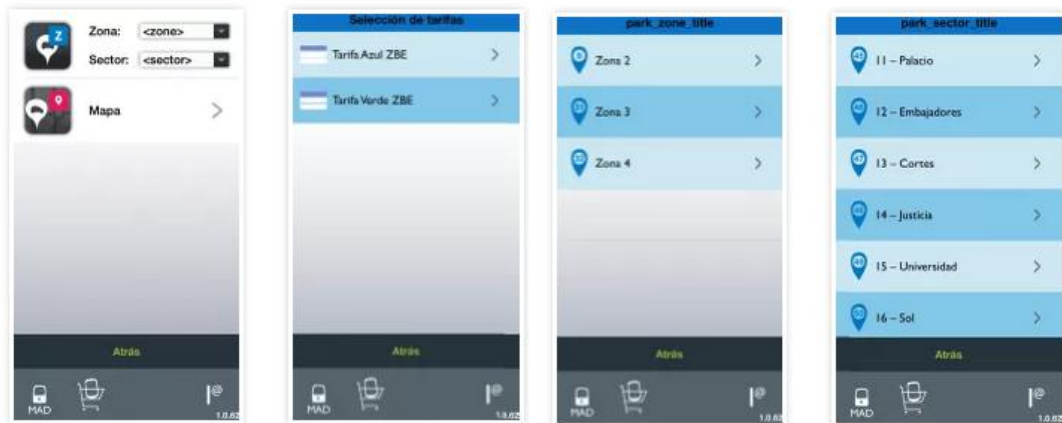 Zona: <zone>
Sector: <sector>
Z
Mapa
Atrás
MAD
@
1.0.62
Selección de tarifas
Tarifa Azul ZBE
Tarifa Verde ZBE
Atrás
MAD
@
1.0.62
park_zone_title
Zona 2
Zona 3
Zona 4
Atrás
MAD
@
1.0.62
park_sector_title
11 – Palacio
12 – Embajadores
13 – Cortes
14 – Justicia
15 – Universidad
16 – Sol
Atrás
MAD
@
1.0.62